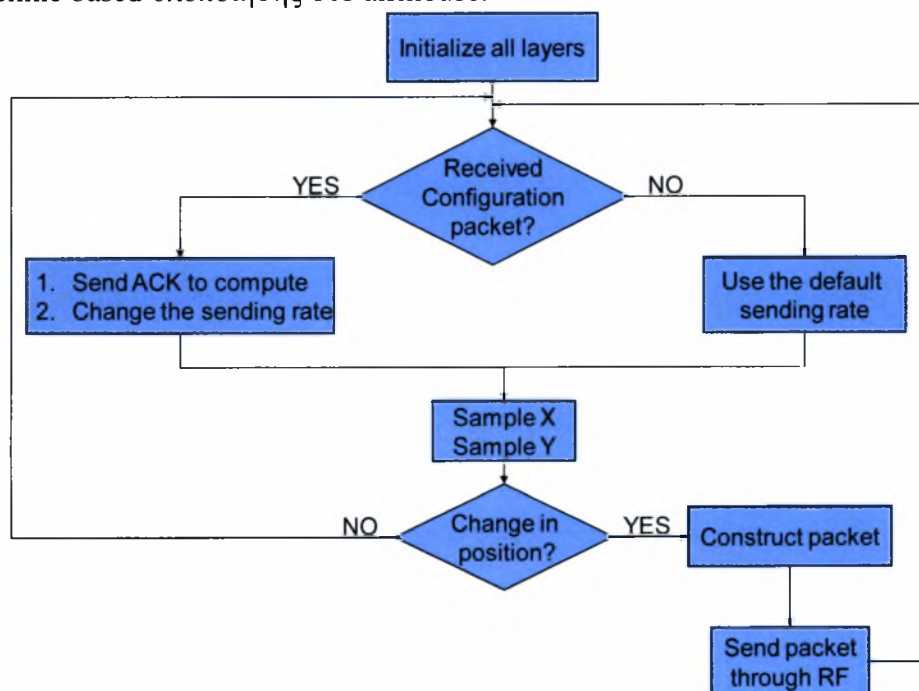 Initialize all layers
Received
Configuration
packet?
YES
NO
1. Send ACK to compute
2. Change the sending rate
Use the default
sending rate
Sample X
Sample Y
Change in
position?
NO
YES
Construct packet
Send packet
through RF